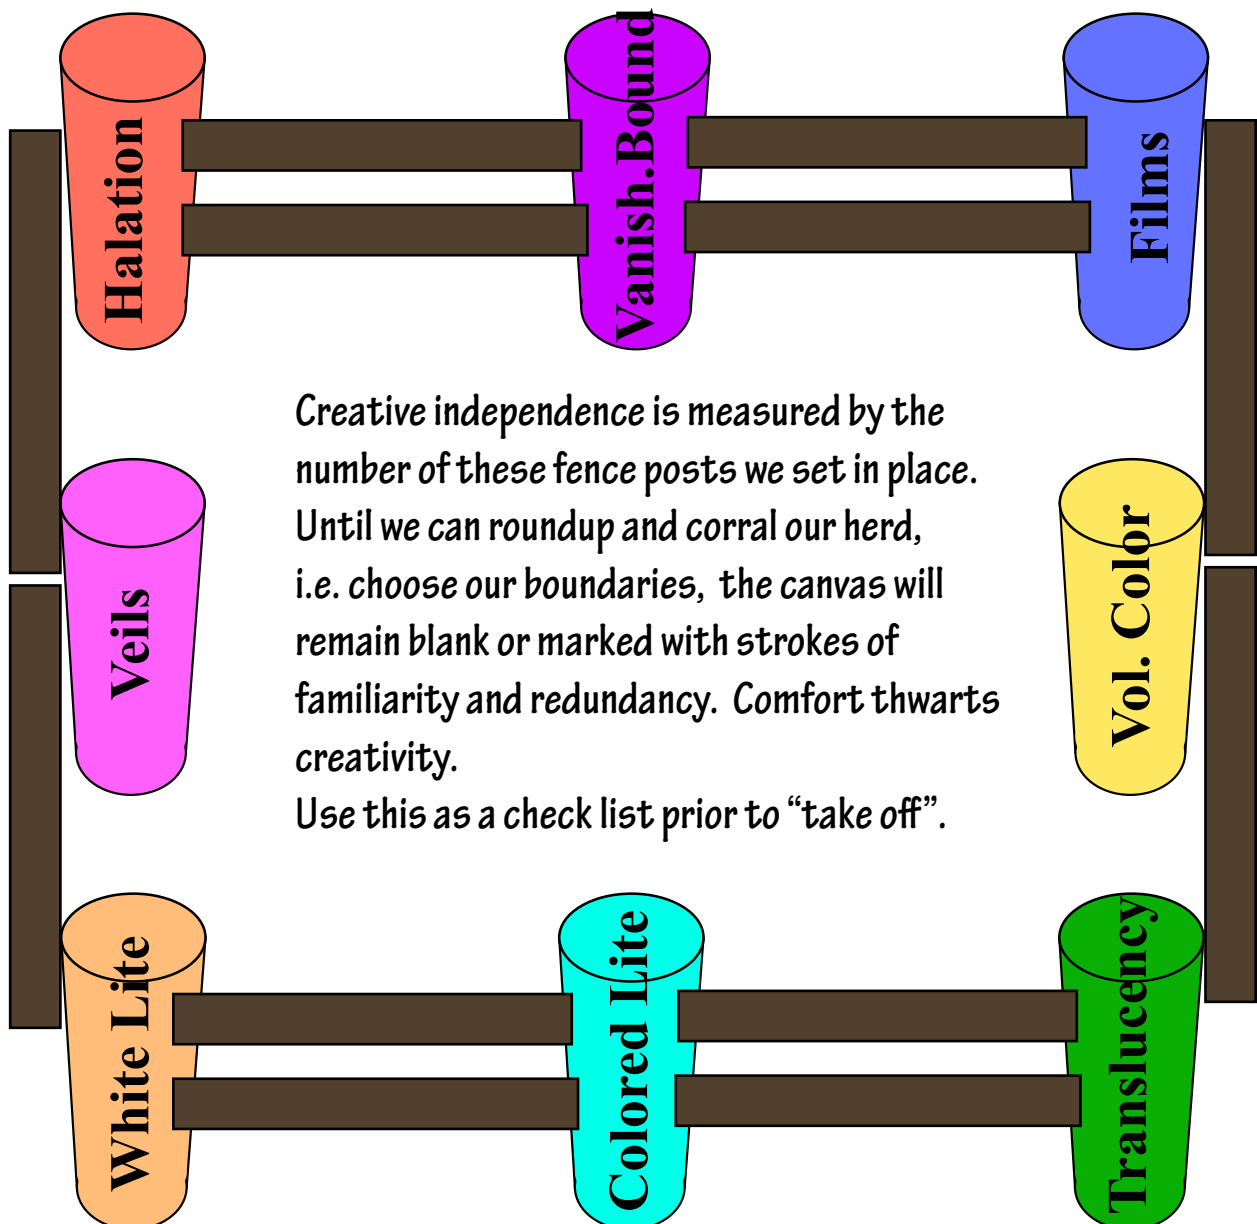 Halation
Vanish.Bound
Films
Creative independence is measured by the
number of these fence posts we set in place.
Until we can roundup and corral our herd,
i.e. choose our boundaries, the canvas will
remain blank or marked with strokes of
familiarity and redundancy. Comfort thwarts
creativity.
Use this as a check list prior to “take off”.
Veils
Vol. Color
White Lite
Colored Lite
Translucency